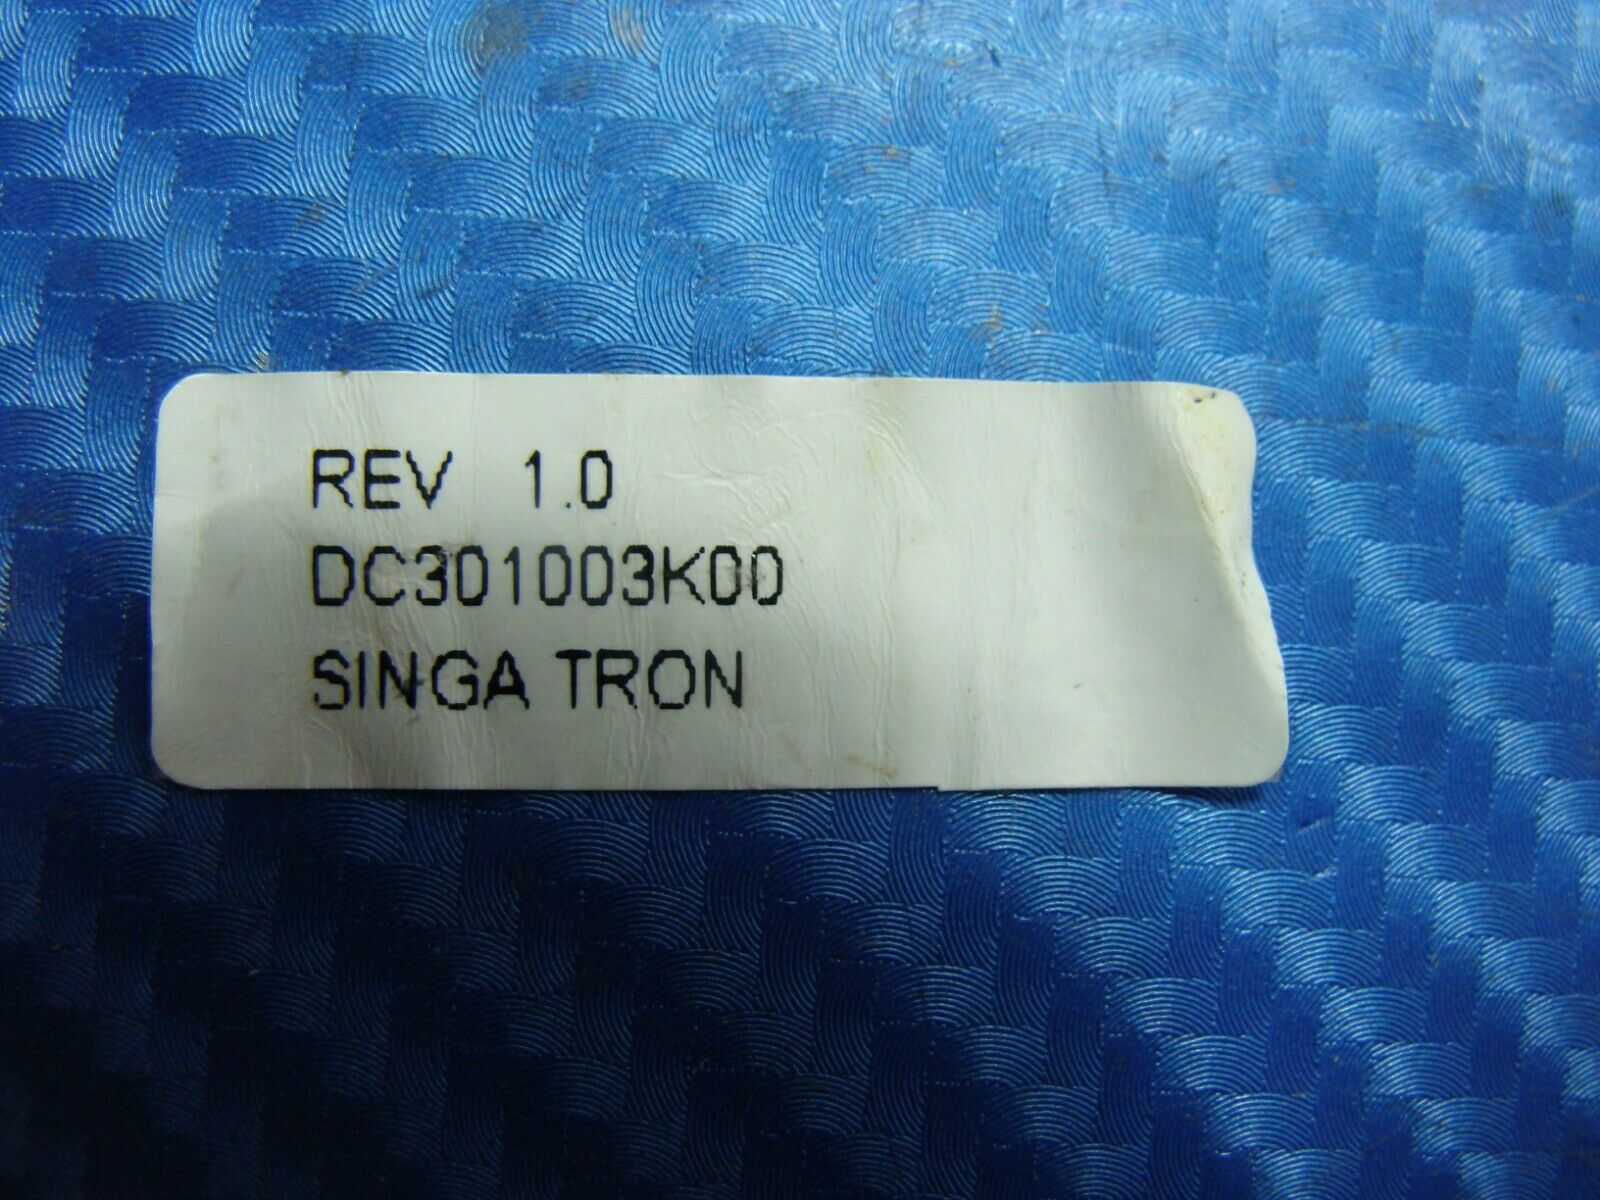 REV 1.0
DC301003K00
SINGA TRON